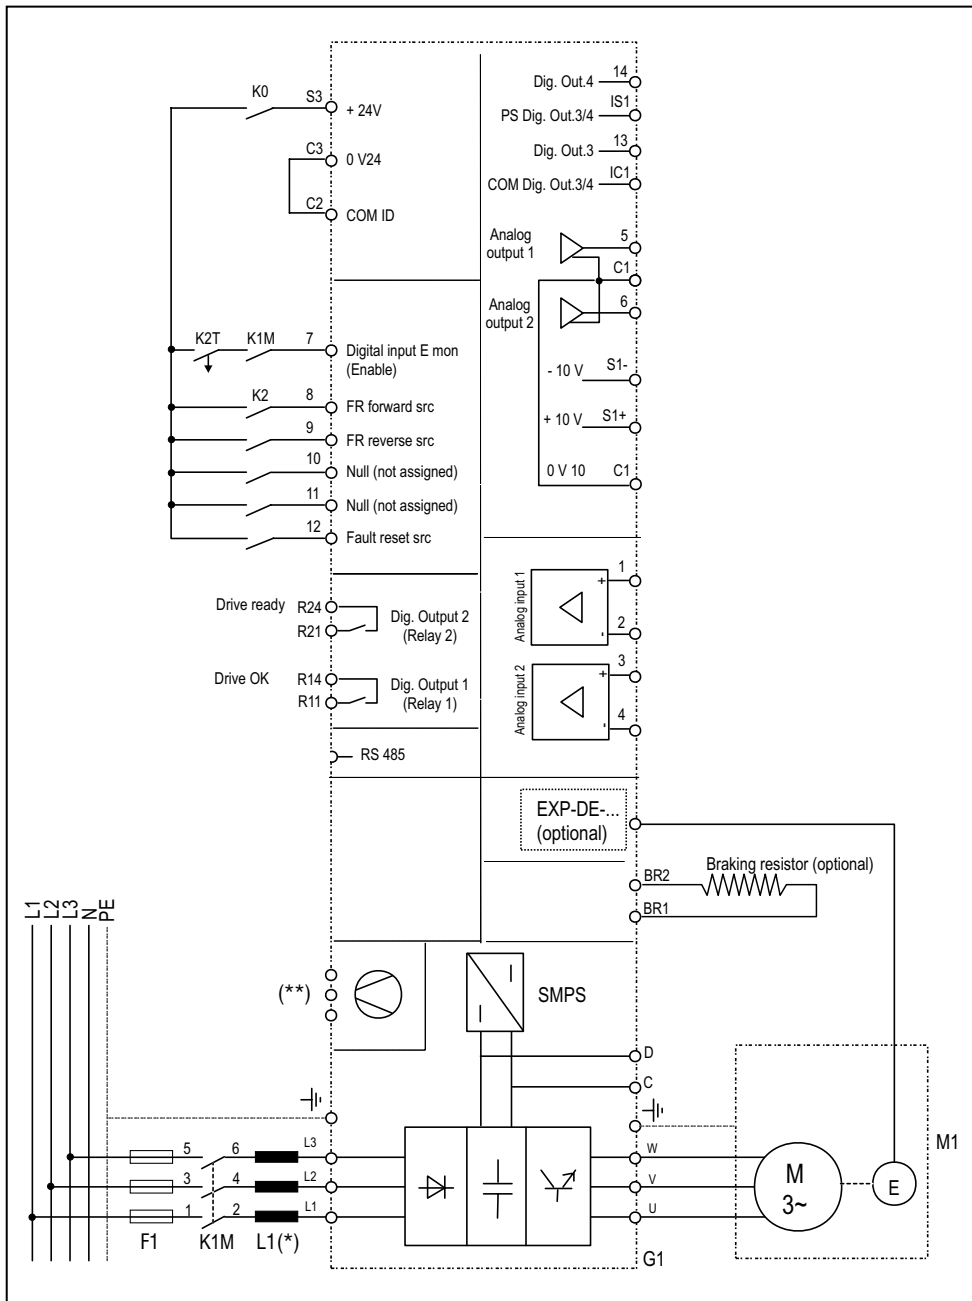 K0
S3
+ 24V
C3
0 V24
C2
COM ID
K2T
K1M
7
Digital input E mon
(Enable)
K2
8
FR forward src
9
FR reverse src
10
Null (not assigned)
11
Null (not assigned)
12
Fault reset src
Drive ready
R24
R21
Dig. Output 2
(Relay 2)
Drive OK
R14
R11
Dig. Output 1
(Relay 1)
RS 485
Dig. Out.4
14
PS Dig. Out.3/4
IS1
Dig. Out.3
13
COM Dig. Out.3/4
IC1
Analog
output 1
5
C1
Analog
output 2
6
- 10 V
S1-
+ 10 V
S1+
0 V 10
C1
Analog input 1
+
-
1
2
Analog input 2
+
-
3
4
EXP-DE-...
(optional)
Braking resistor (optional)
BR2
BR1
L1
L2
L3
N
PE
(**)
SMPS
D
C
5
6
L3
3
4
L2
1
2
L1
F1
K1M
L1(*)
W
V
U
G1
M
3~
E
M1